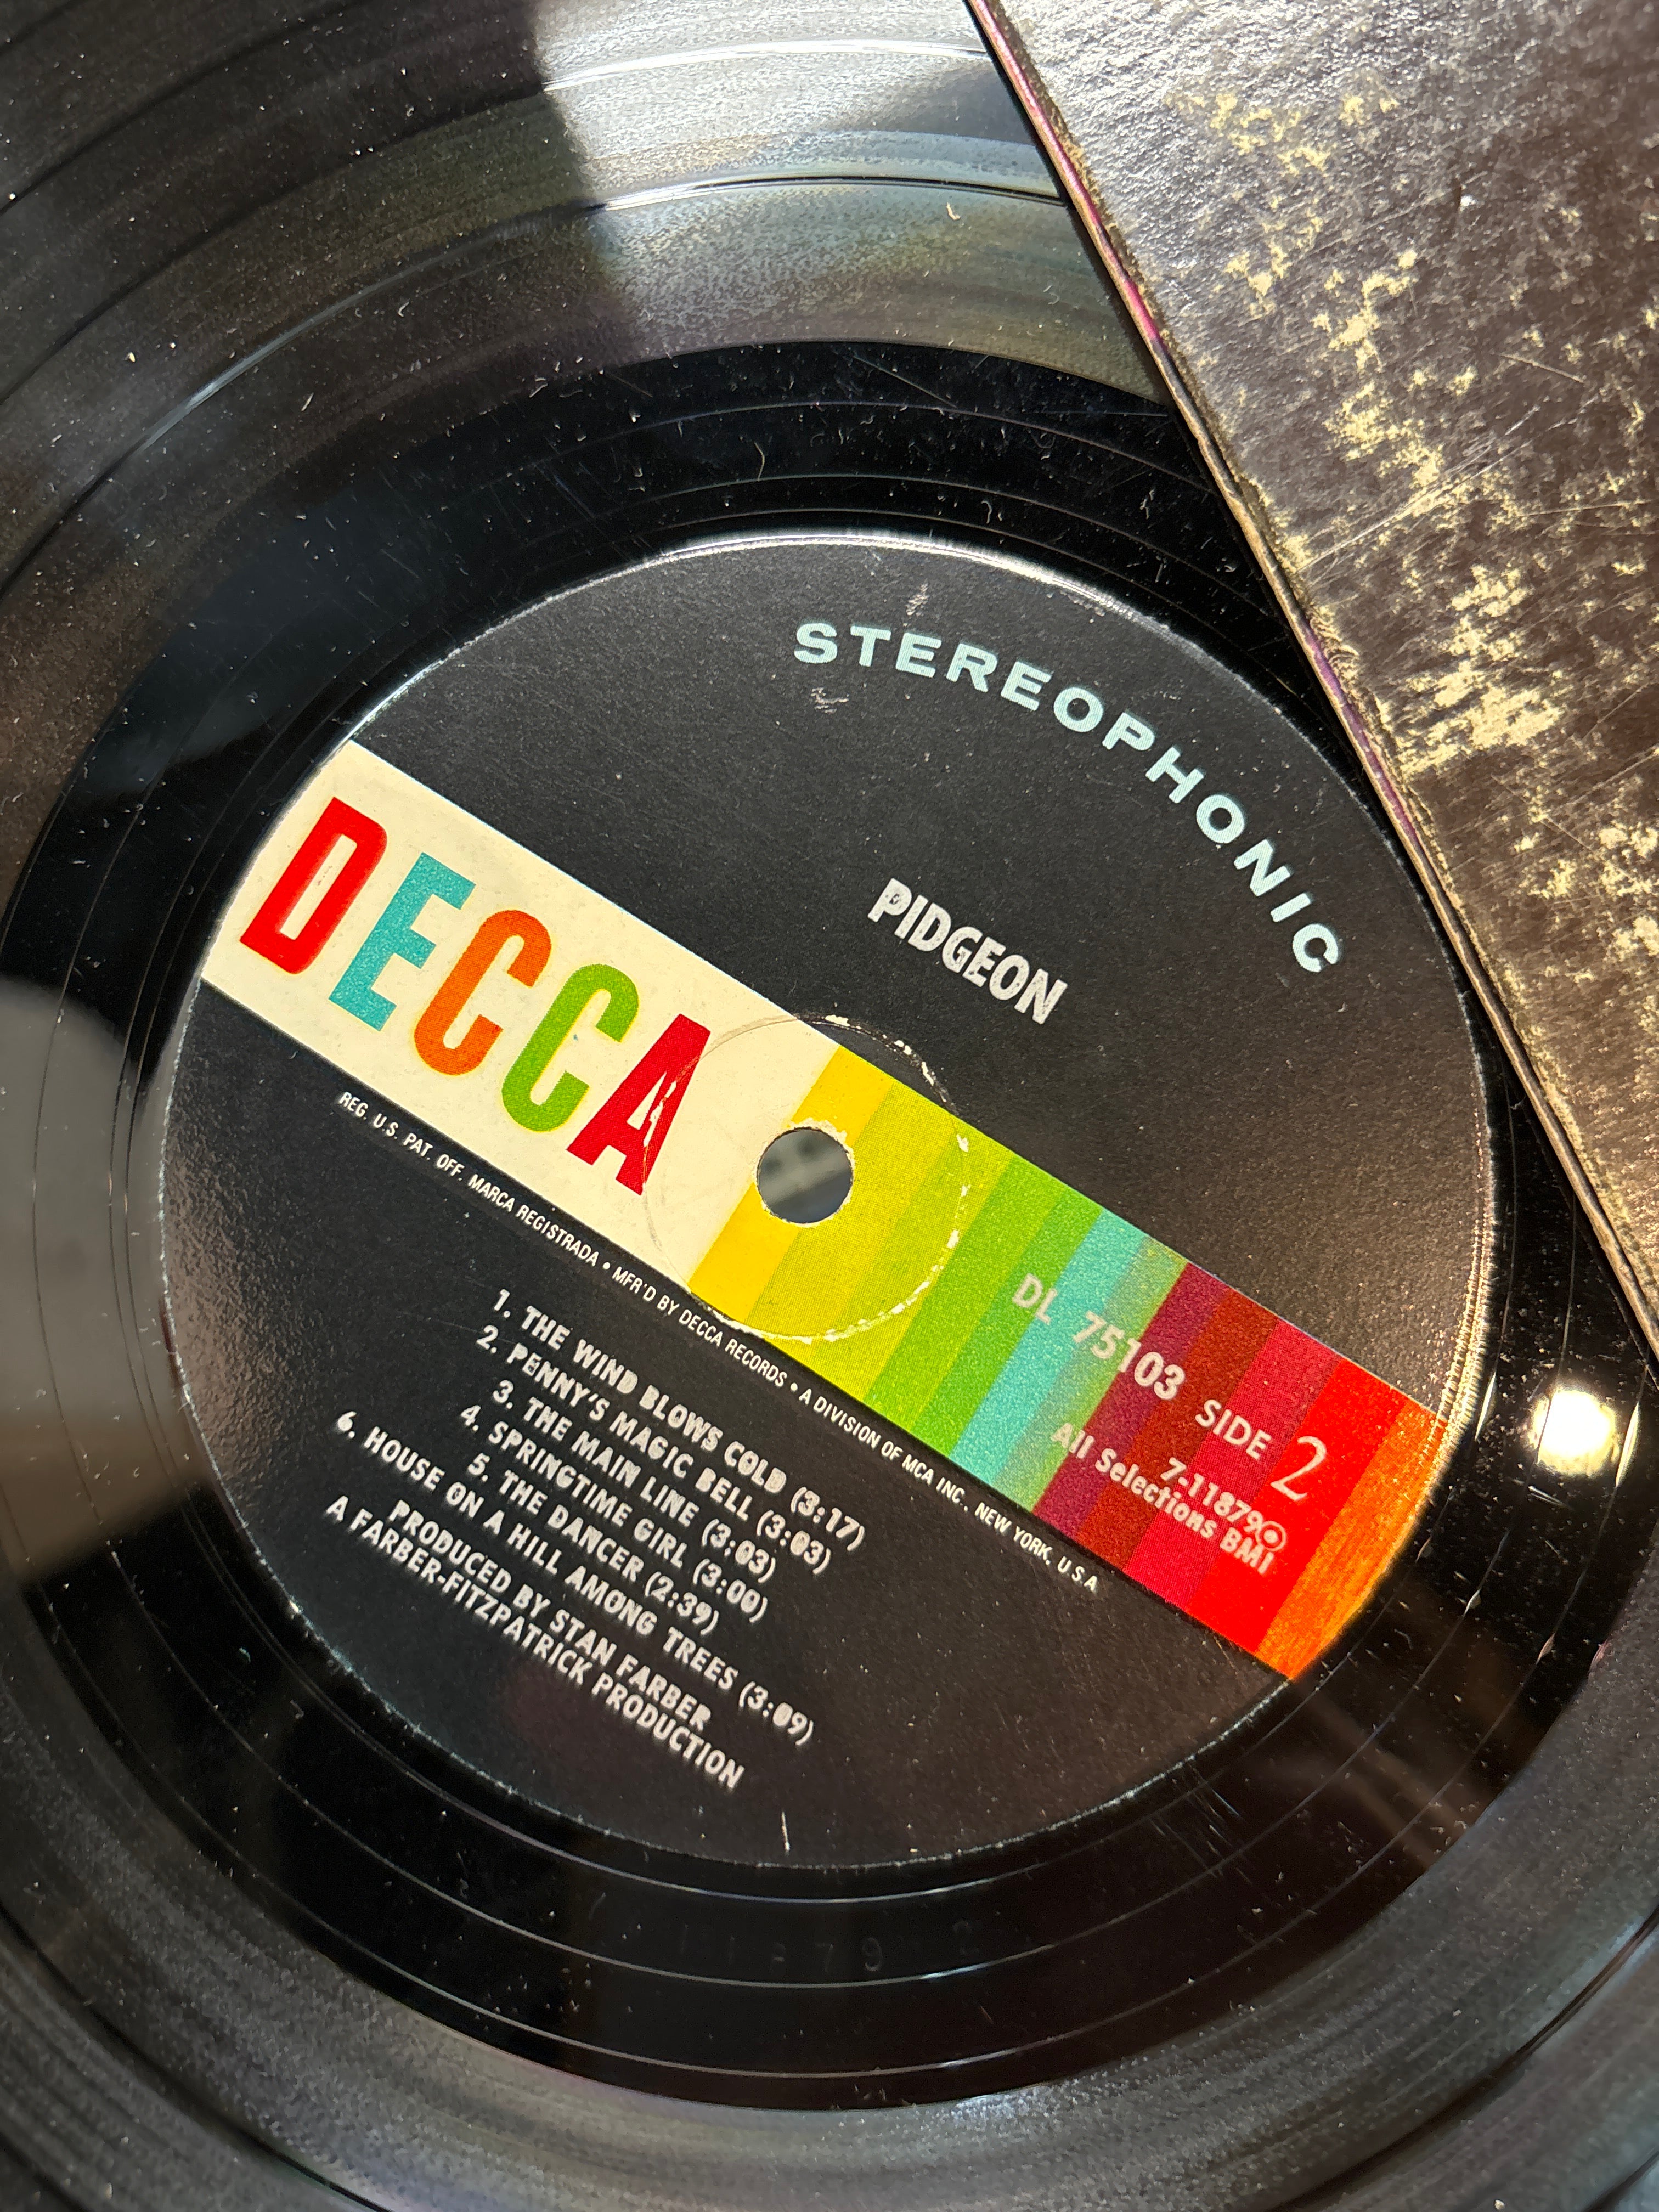 STEREOPHONIC
PIDGEON
DECCA
DL 75103 SIDE 2
7-11879
All Selections BMI
REG. U.S. PAT. OFF. MARCA REGISTRADA • MFR'D BY DECCA RECORDS • A DIVISION OF MCA INC., NEW YORK, U.S.A
1. THE WIND BLOWS COLD (3:17)
2. PENNY'S MAGIC BELL (3:03)
3. THE MAIN LINE (3:03)
4. SPRINGTIME GIRL (3:00)
5. THE DANCER (2:39)
6. HOUSE ON A HILL AMONG TREES (3:09)
PRODUCED BY STAN FARBER
A FARBER-FITZPATRICK PRODUCTION